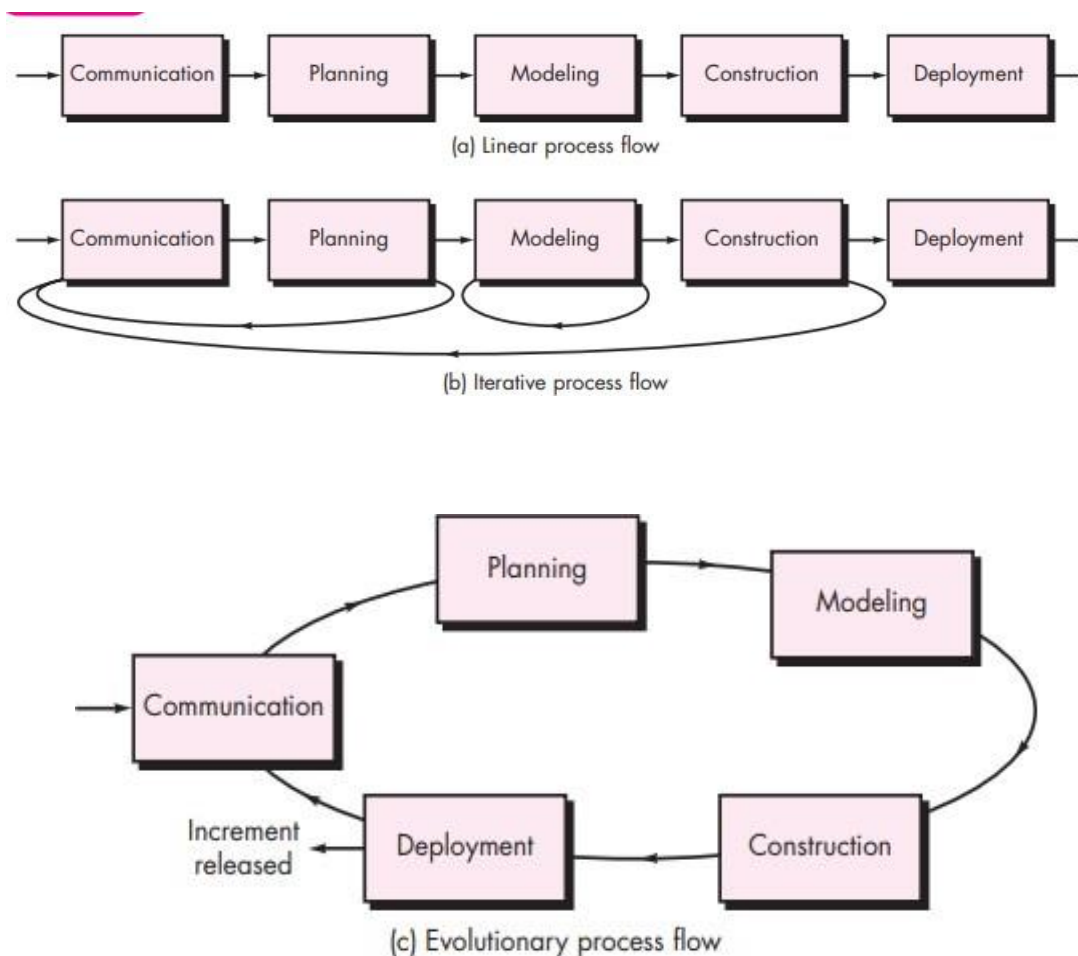 Communication
Planning
Modeling
Construction
Deployment
(a) Linear process flow
Communication
Planning
Modeling
Construction
Deployment
(b) Iterative process flow
Planning
Modeling
Communication
Increment
released
Deployment
Construction
(c) Evolutionary process flow